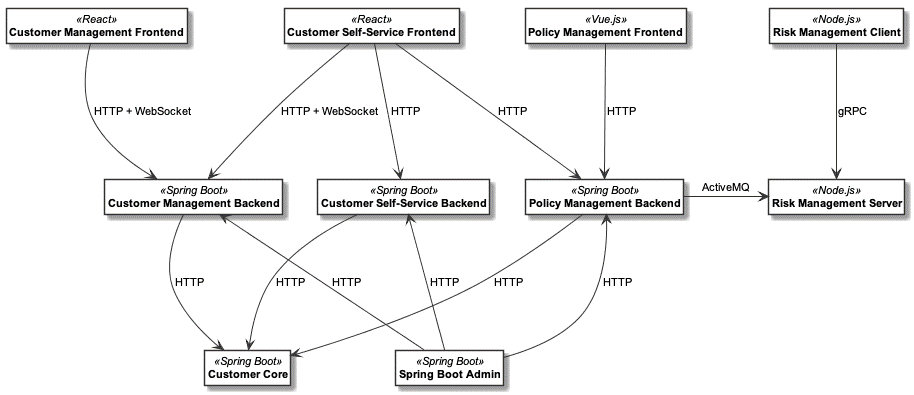 «React»
Customer Management Frontend
«React»
Customer Self-Service Frontend
«Vue.js»
Policy Management Frontend
«Node.js»
Risk Management Client
HTTP + WebSocket
HTTP + WebSocket
HTTP
HTTP
HTTP
gRPC
«Spring Boot»
Customer Management Backend
«Spring Boot»
Customer Self-Service Backend
«Spring Boot»
Policy Management Backend
ActiveMQ
«Node.js»
Risk Management Server
HTTP
HTTP
HTTP
HTTP
HTTP
HTTP
«Spring Boot»
Customer Core
«Spring Boot»
Spring Boot Admin